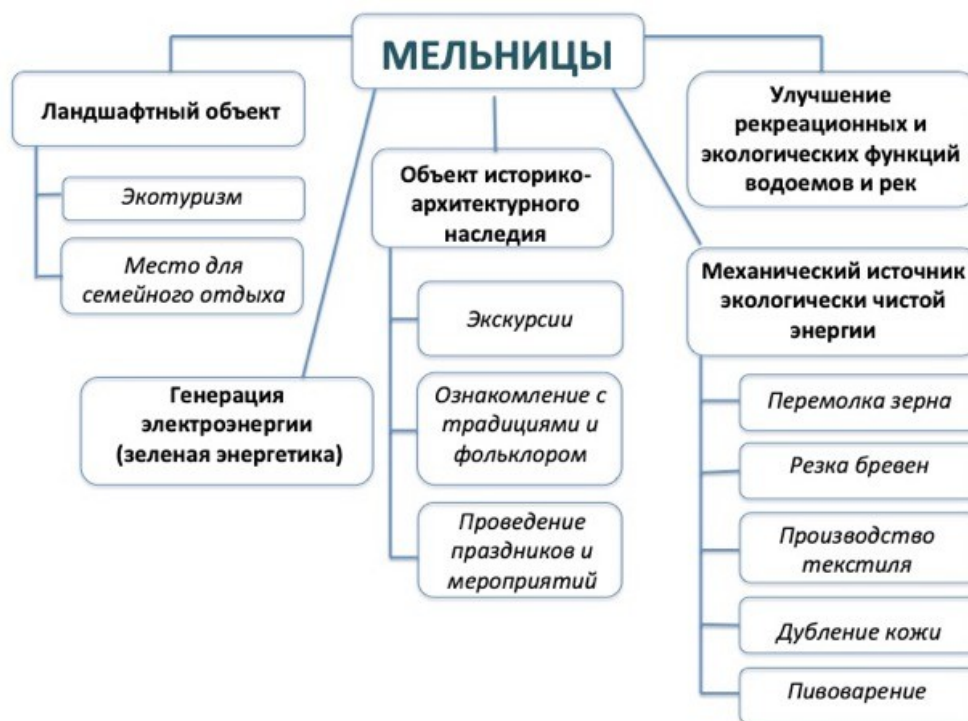 МЕЛЬНИЦЫ
Ландшафтный объект
Экотуризм
Место для
семейного отдыха
Генерация
электроэнергии
(зеленая энергетика)
Объект историко-
архитектурного
наследия
Экскурсии
Ознакомление с
традициями и
фольклором
Проведение
праздников и
мероприятий
Улучшение
рекреационных и
экологических функций
водоемов и рек
Механический источник
экологически чистой
энергии
Перемолка зерна
Резка бревен
Производство
текстиля
Дубление кожи
Пивоварение